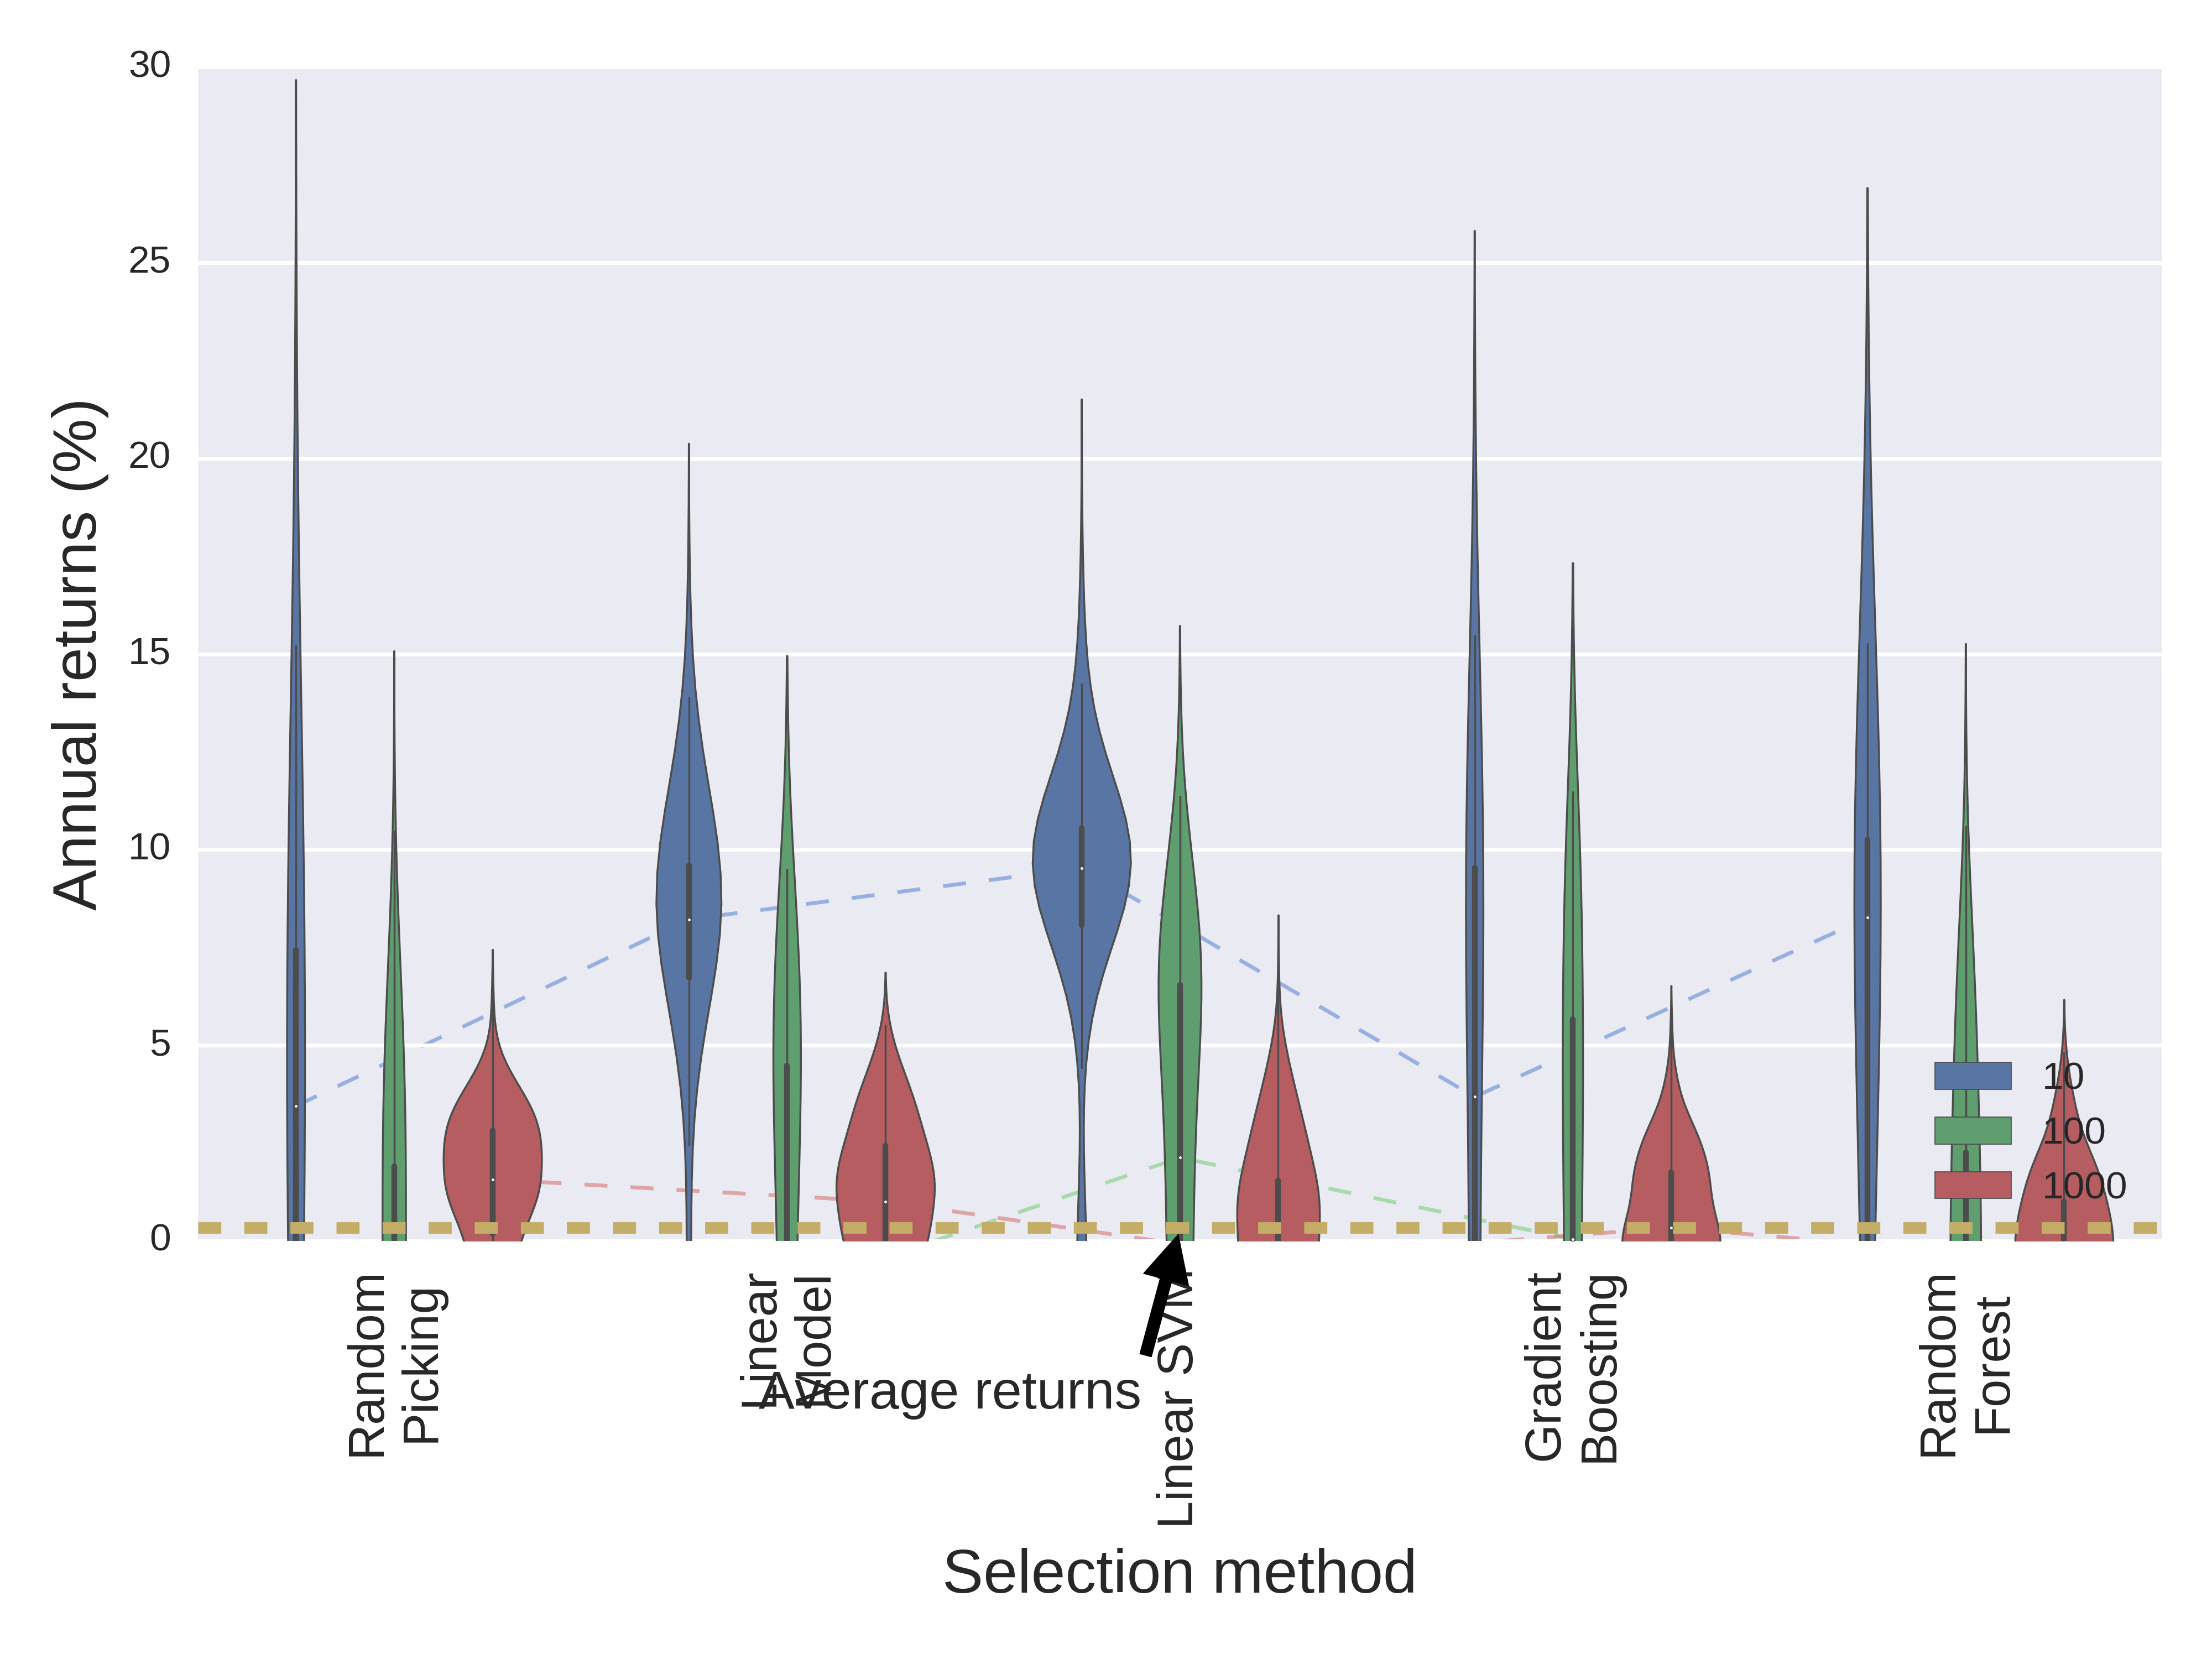 30
25
20
15
10
5
0
Annual returns (%)
10
100
1000
Random
Picking
Linear
Model
Linear SVM
Gradient
Boosting
Random
Forest
Average returns
Selection method